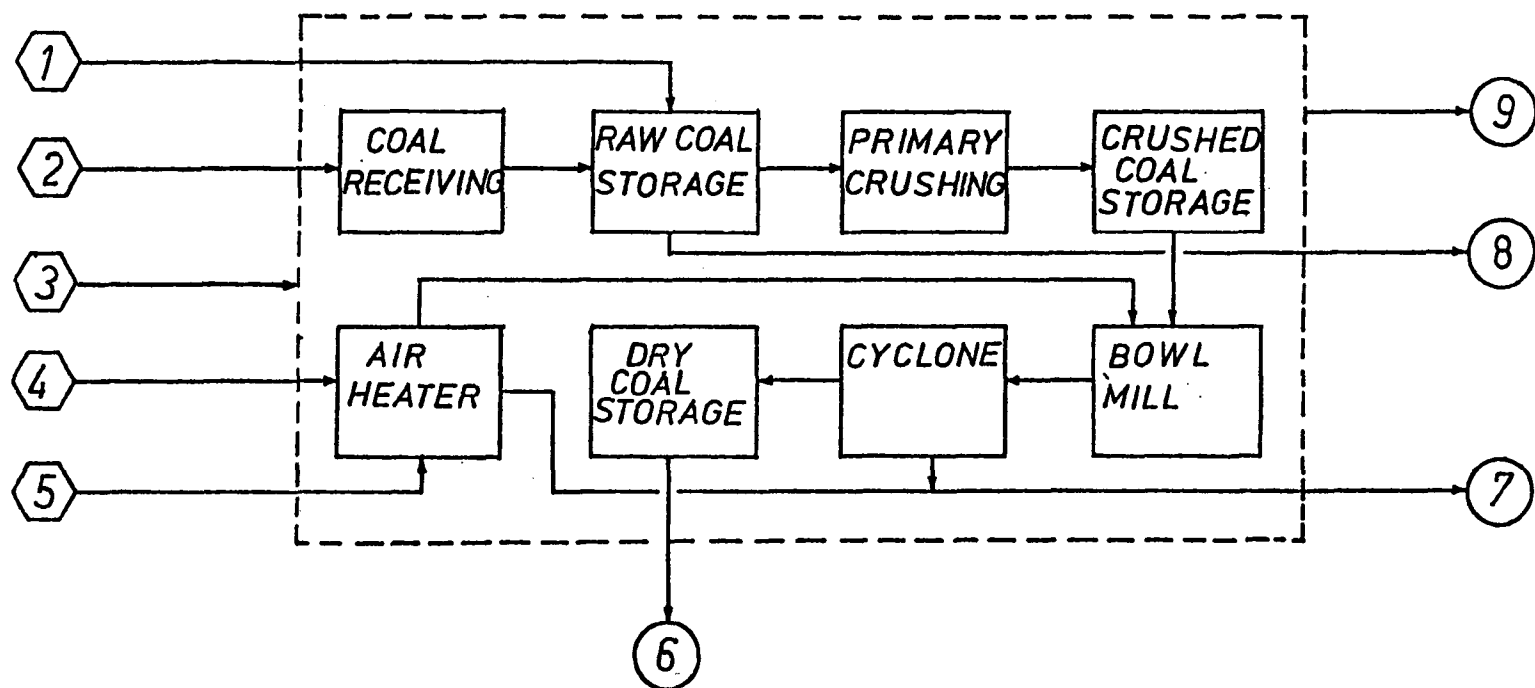 1
COAL
RECEIVING
RAW COAL
STORAGE
PRIMARY
CRUSHING
CRUSHED
COAL
STORAGE
9
2
8
3
AIR
HEATER
DRY
COAL
STORAGE
CYCLONE
BOWL
MILL
4
5
7
6